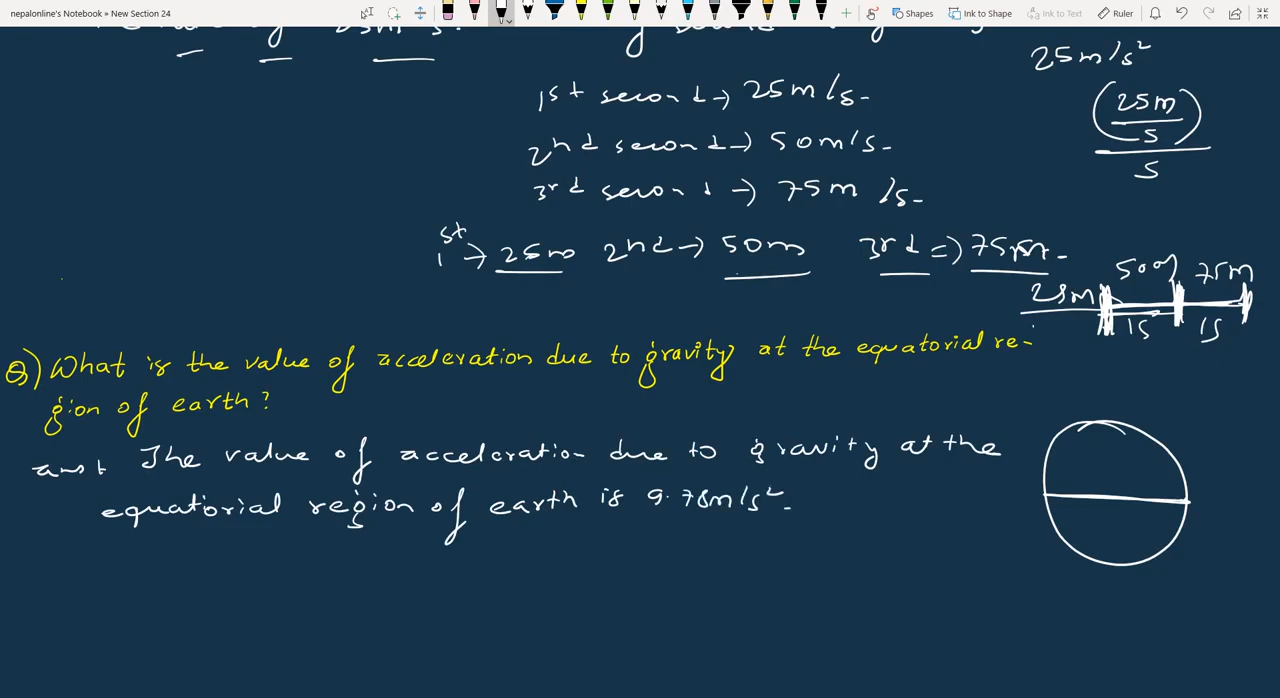 nepalonline's Notebook » New Section 24
Shapes Ink to Shape Ink to Text Ruler
25m/s²
1st second → 25m/s.
(25m/s)/s
2nd second → 50m/s.
3rd second → 75m/s.
1st → 25m 2nd → 50m 3rd => 75m.
25m 50m 75m
1s 1s
Q) What is the value of acceleration due to gravity at the equatorial re-
gion of earth?
ans: The value of acceleration due to gravity at the
equatorial region of earth is 9.78m/s².